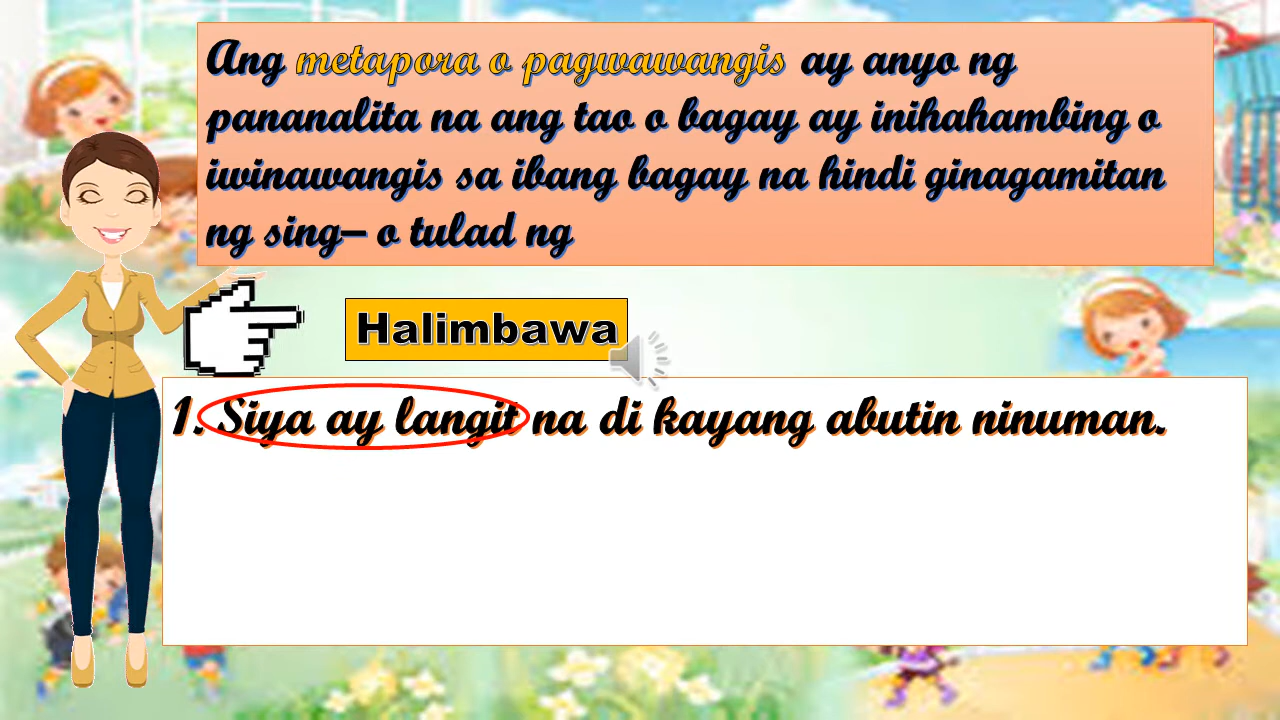 Ang metapora o pagwawangis ay anyo ng
pananalita na ang tao o bagay ay inihahambing o
iwinawangis sa ibang bagay na hindi ginagamitan
ng sing– o tulad ng
Halimbawa
1. Siya ay langit na di kayang abutin ninuman.